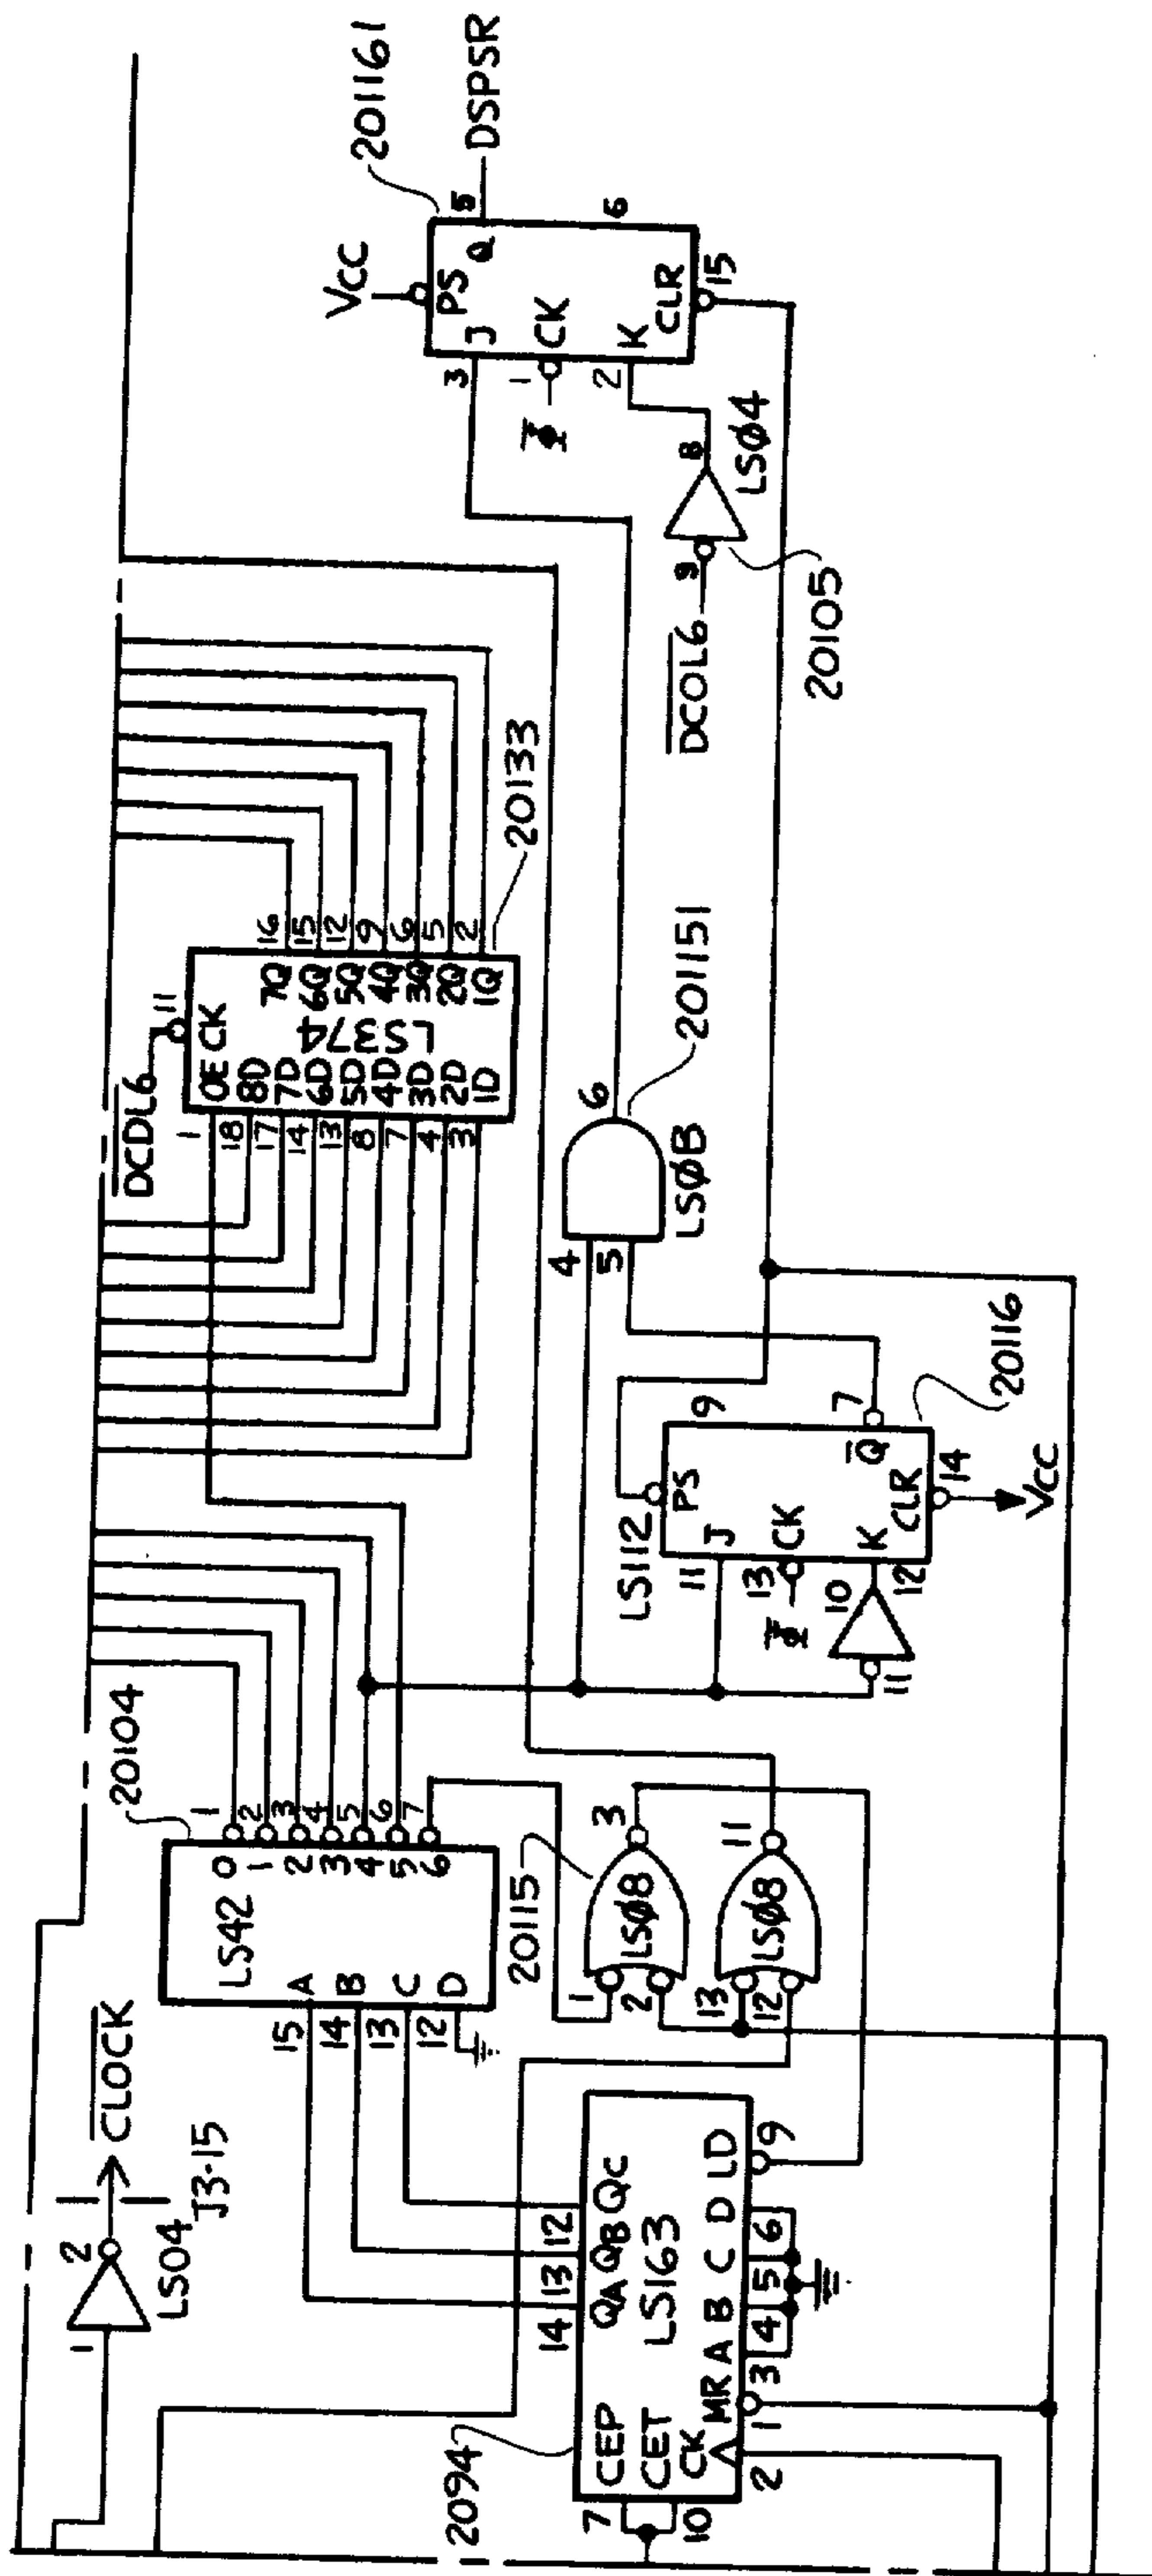 1
2
LS04
J3-15
CLOCK
20104
LS42
A
B
C
D
15
14
13
12
0
1
2
3
4
5
6
1
2
3
4
5
6
7
DCDL6
11
OE CK
8D
7D
6D
5D
4D
3D
2D
1D
LS374
7Q
6Q
5Q
4Q
3Q
2Q
1Q
1
18
17
14
13
8
7
4
3
16
15
12
9
6
5
2
20133
2094
7
10
CEP
CET
CK
MR
A
B
C
D
LD
LS163
QA
QB
QC
14
13
12
2
1
3
4
5
6
9
20115
1
2
LSØ8
3
13
12
LSØ8
11
4
5
LSØB
6
201151
LS112
11
J
PS
9
13
CK
Φ
10
K
12
CLR
14
Q
7
VCC
11
20116
VCC
201161
PS
3
J
Q
5
DSPSR
1
CK
Φ
6
2
K
CLR
15
DCOL6
9
8
LSØ4
20105